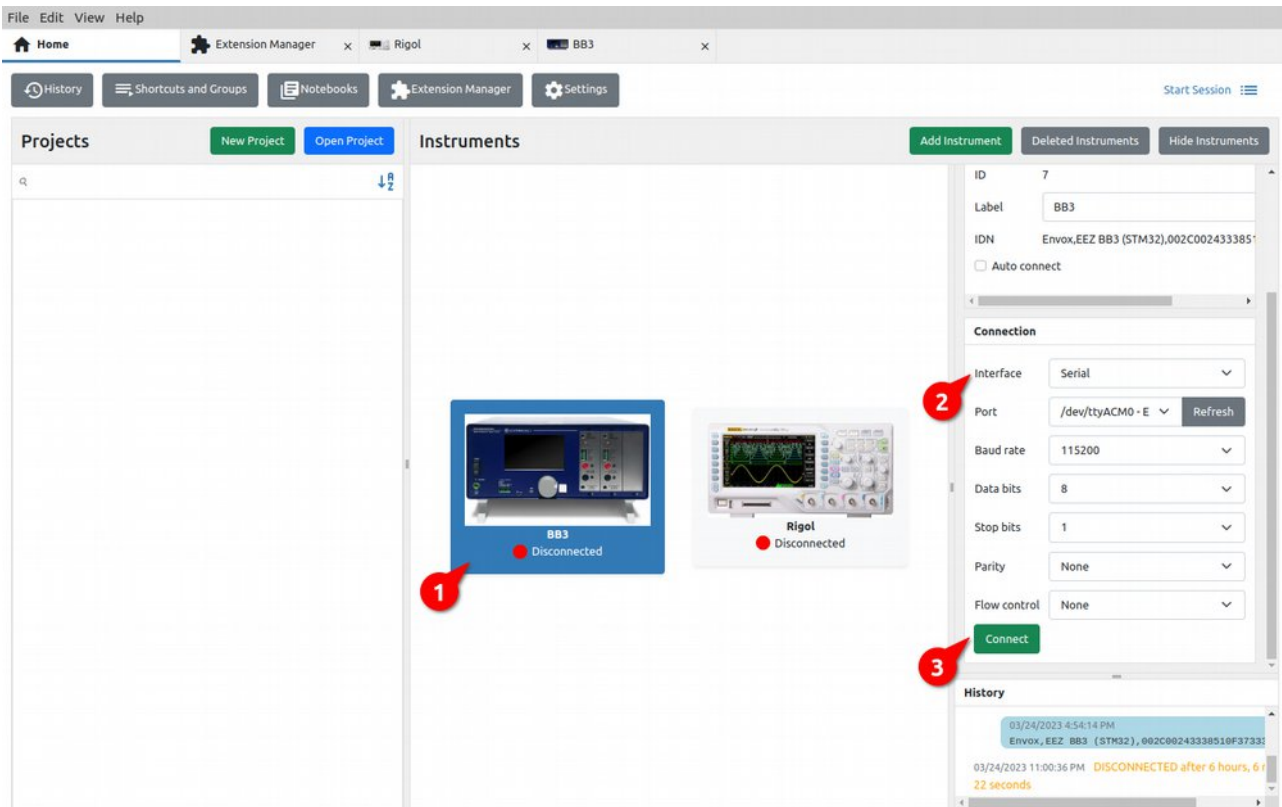 File Edit View Help
Home Extension Manager x Rigol x BB3 x
History Shortcuts and Groups Notebooks Extension Manager Settings Start Session
Projects New Project Open Project Instruments Add Instrument Deleted Instruments Hide Instruments
ID 7
Label BB3
IDN Envox,EEZ BB3 (STM32),002C0024333851
Auto connect
Connection
Interface Serial
2
Port /dev/ttyACM0 - E Refresh
Baud rate 115200
Data bits 8
Stop bits 1
Parity None
Flow control None
Connect
3
BB3
Disconnected
1
Rigol
Disconnected
History
03/24/2023 4:54:14 PM
Envox,EEZ BB3 (STM32),002C00243338510F37333
03/24/2023 11:00:36 PM DISCONNECTED after 6 hours, 6
22 seconds